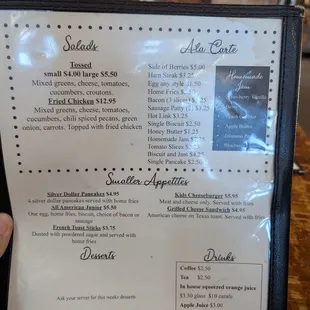 Salads
Tossed
small $4.00 large $5.50
Mixed greens, cheese, tomatoes,
cucumbers, croutons.
Fried Chicken $12.95
Mixed greens, cheese, tomatoes,
cucumbers, chili spiced pecans, green
onion, carrots. Topped with fried chicken
Ala Carte
Side of Berries $5.00
Ham Steak
Egg any style
Home Fries
Bacon (3 slices)
Sausage Patty (2)
Hot Link
Single Biscuit
Honey Butter $1.25
Homemade Jam
Tomato Slices
Biscuit and Jam
Single Pancake
Homemade
Jam
Apple Butter
Smaller Appetites
Silver Dollar Pancakes $4.95
6 silver dollar pancakes served with home fries
All American Junior $5.50
One egg, home fries, biscuit, choice of bacon or
sausage
French Toast Sticks $3.75
Dusted with powdered sugar and served with
home fries
Kids Cheeseburger $5.95
Meat and cheese only. Served with fries
Grilled Cheese Sandwich $4.95
American cheese on Texas toast. Served with fries
Desserts
Ask your server for this weeks desserts
Drinks
Coffee $2.50
Tea $2.50
In house squeezed orange juice
$3.50 glass $10 carafe
Apple Juice $3.00